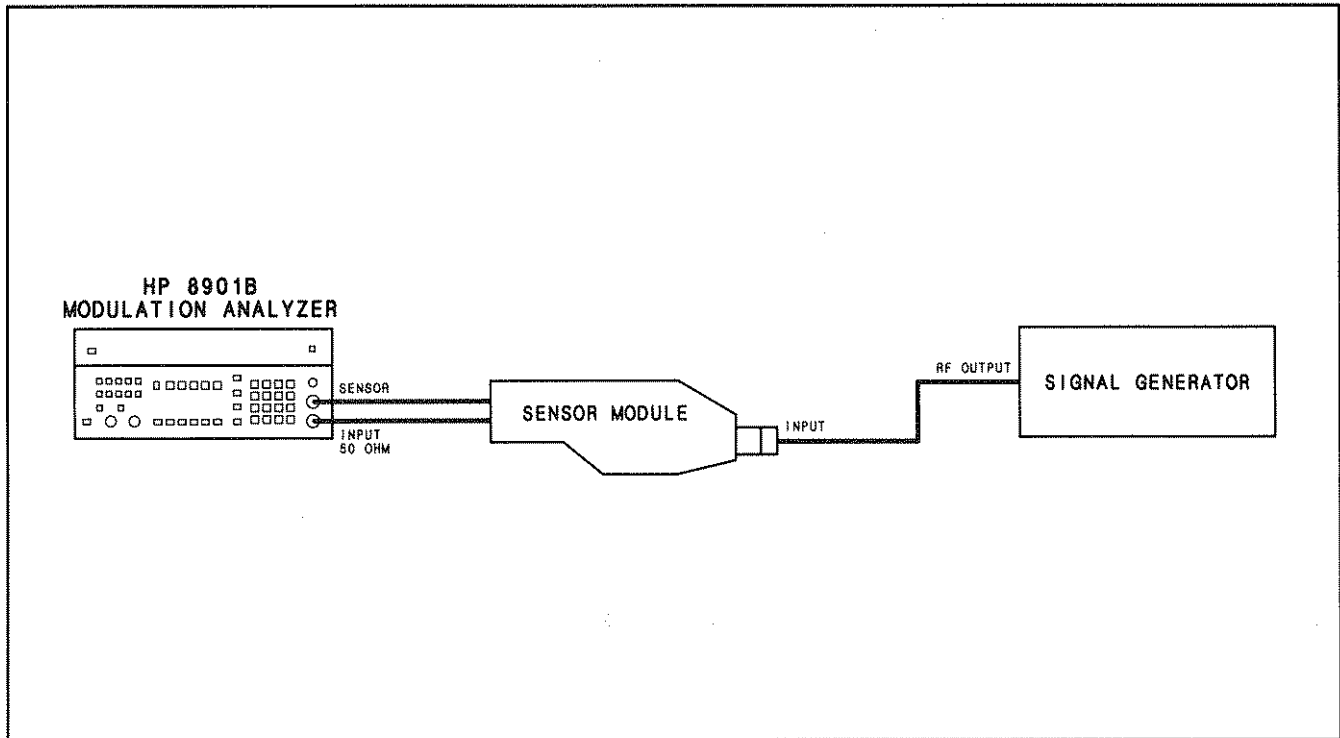 HP 8901B
MODULATION ANALYZER
SENSOR
INPUT
50 OHM
SENSOR MODULE
INPUT
RF OUTPUT
SIGNAL GENERATOR